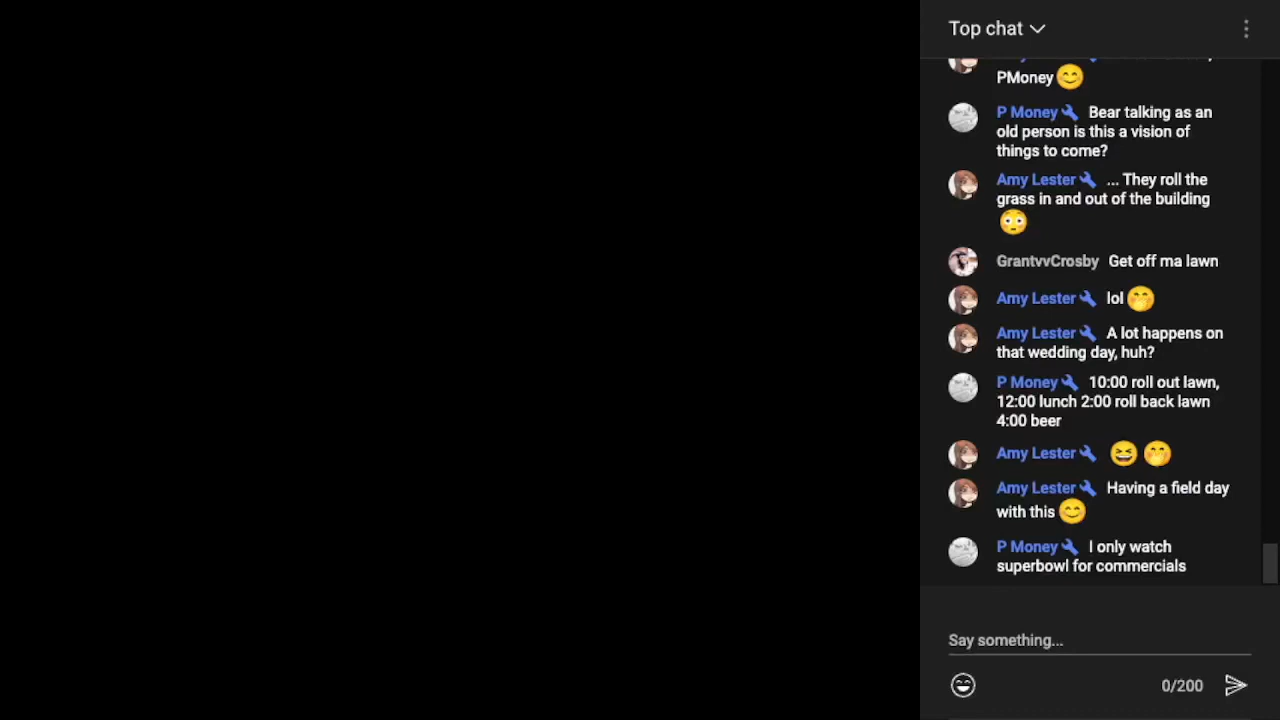 Top chat
PMoney 😊
P Money Bear talking as an
old person is this a vision of
things to come?
Amy Lester ... They roll the
grass in and out of the building
😳
GrantvvCrosby Get off ma lawn
Amy Lester lol 🤭
Amy Lester A lot happens on
that wedding day, huh?
P Money 10:00 roll out lawn,
12:00 lunch 2:00 roll back lawn
4:00 beer
Amy Lester 😆 🤭
Amy Lester Having a field day
with this 😊
P Money I only watch
superbowl for commercials
Say something...
0/200